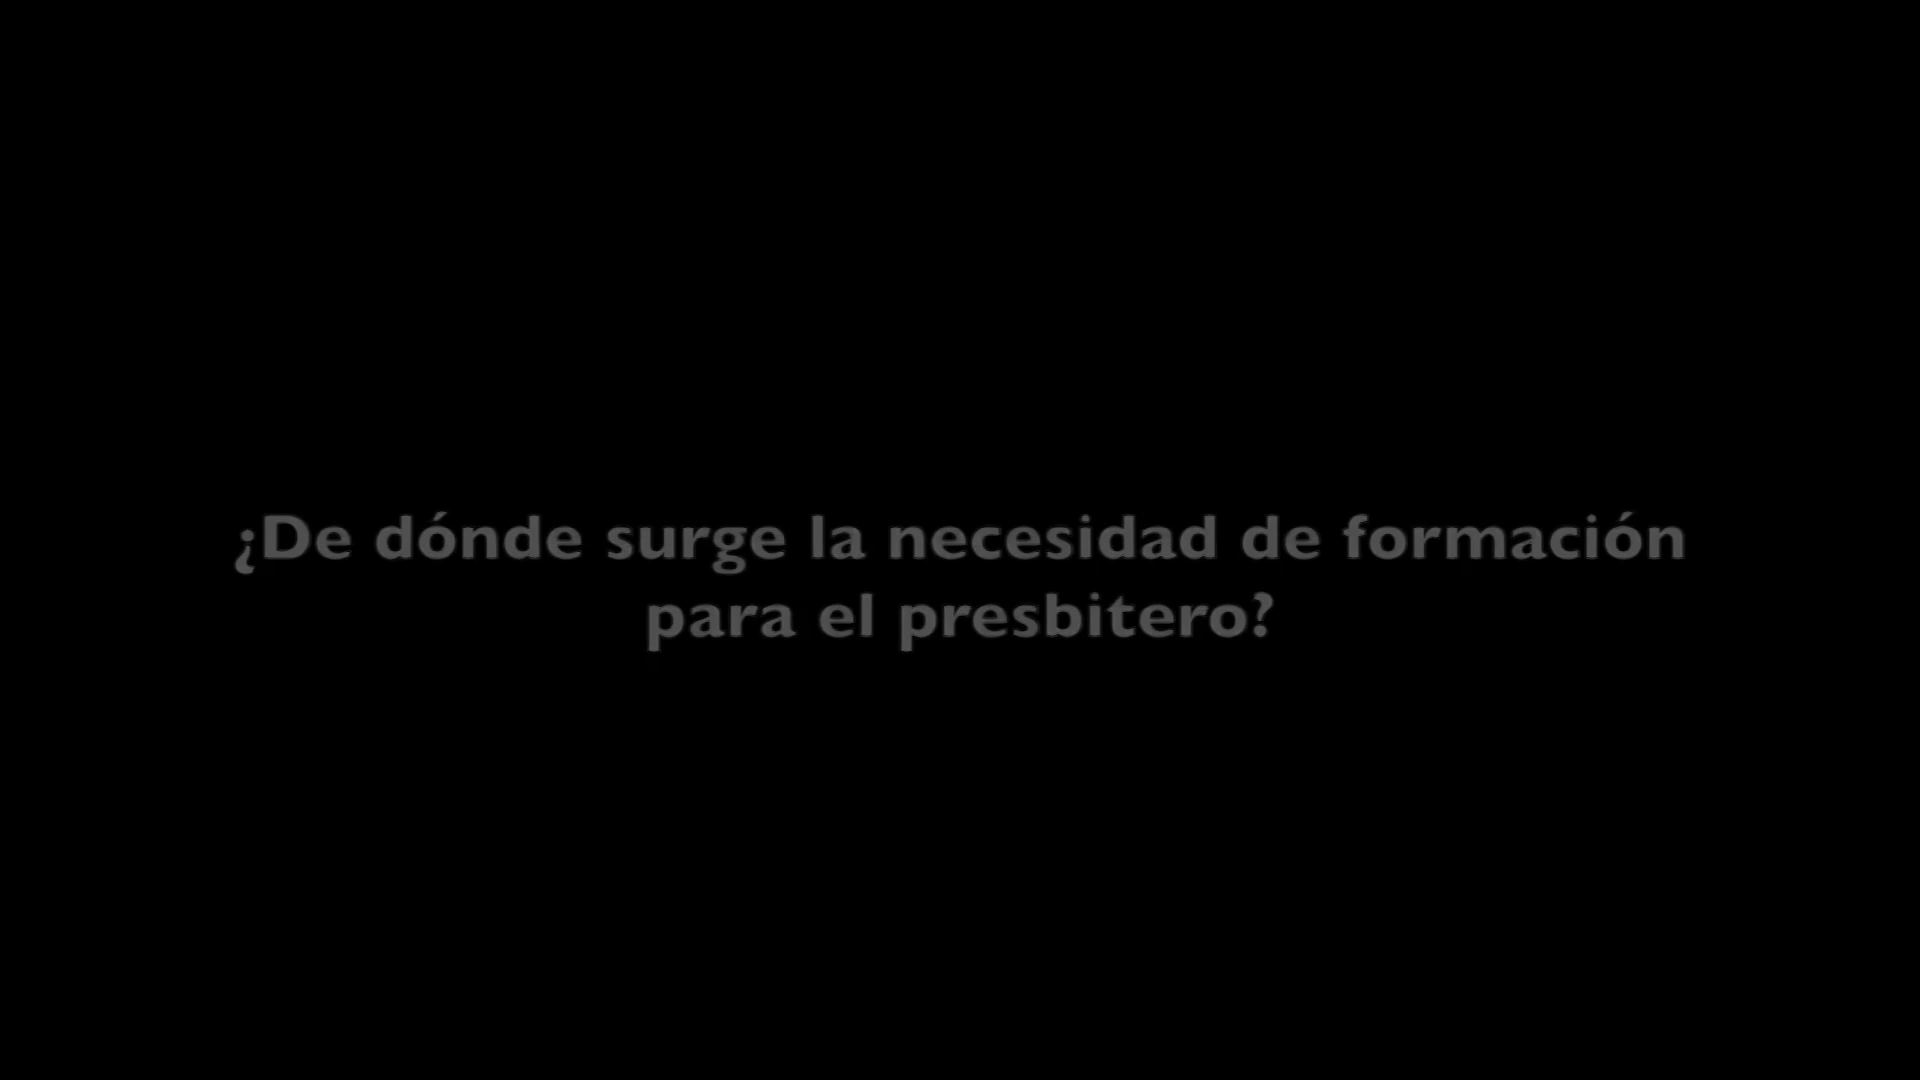 ¿De dónde surge la necesidad de formación
para el presbitero?